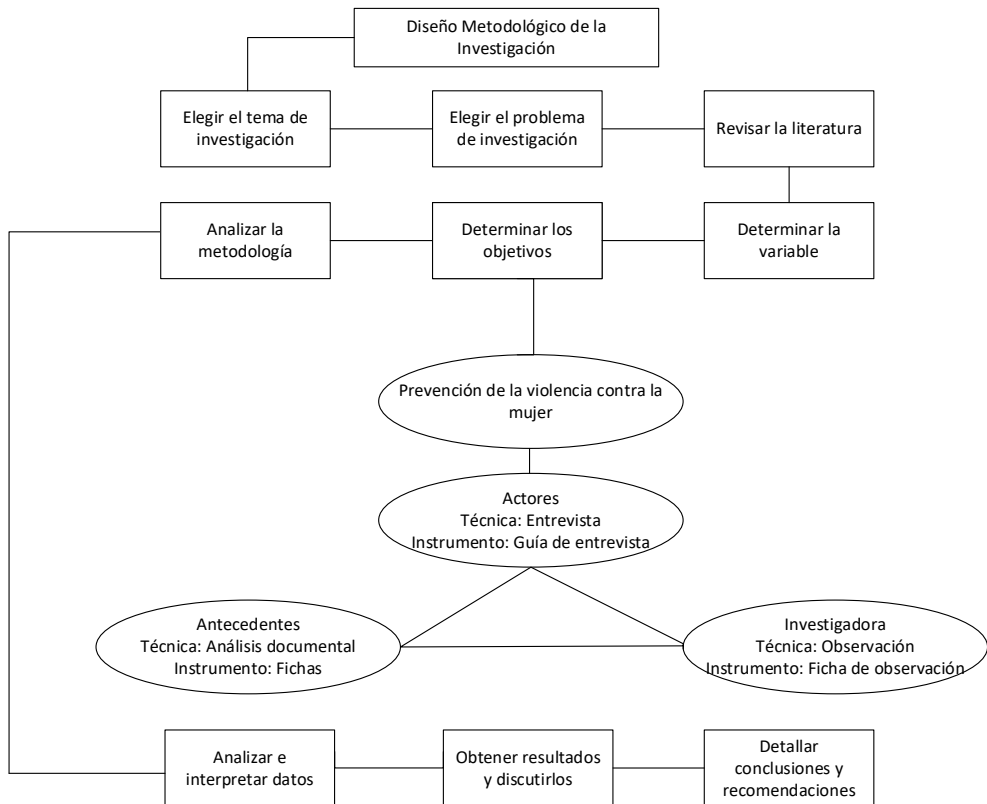 Diseño Metodológico de la
Investigación
Elegir el tema de
investigación
Elegir el problema
de investigación
Revisar la literatura
Analizar la
metodología
Determinar los
objetivos
Determinar la
variable
Prevención de la violencia contra la
mujer
Actores
Técnica: Entrevista
Instrumento: Guía de entrevista
Antecedentes
Técnica: Análisis documental
Instrumento: Fichas
Investigadora
Técnica: Observación
Instrumento: Ficha de observación
Analizar e
interpretar datos
Obtener resultados
y discutirlos
Detallar
conclusiones y
recomendaciones